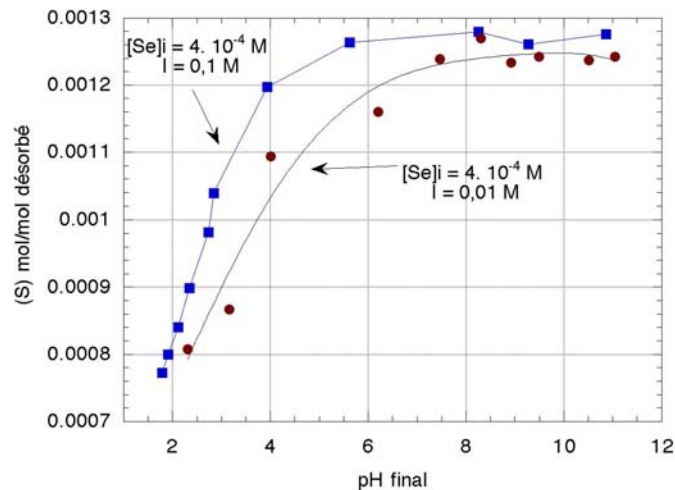 0.0013
[Se]i = 4. 10⁻⁴ M
I = 0,1 M
0.0012
0.0011
[Se]i = 4. 10⁻⁴ M
I = 0,01 M
0.001
0.0009
0.0008
0.0007
(S) mol/mol désorbé
2 4 6 8 10 12
pH final